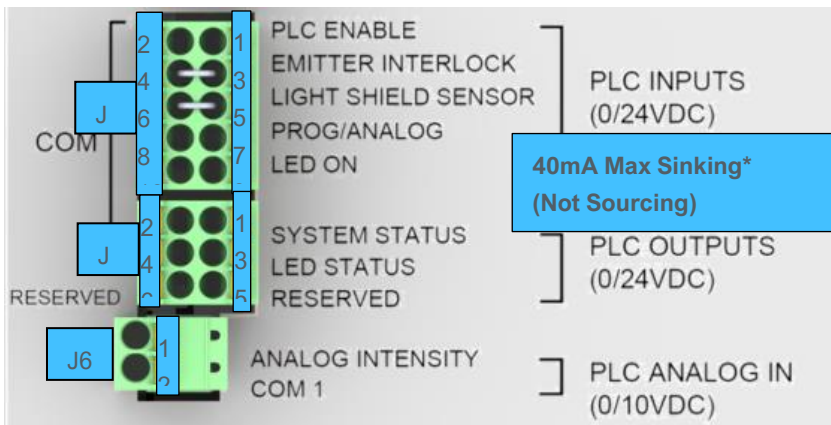 2 1 PLC ENABLE
4 3 EMITTER INTERLOCK
J 6 5 LIGHT SHIELD SENSOR
COM
8 7 PROG/ANALOG
LED ON
PLC INPUTS
(0/24VDC)
40mA Max Sinking*
(Not Sourcing)
J 2 1 SYSTEM STATUS
4 3 LED STATUS
RESERVED 5 RESERVED
PLC OUTPUTS
(0/24VDC)
J6 1 ANALOG INTENSITY
COM 1
PLC ANALOG IN
(0/10VDC)